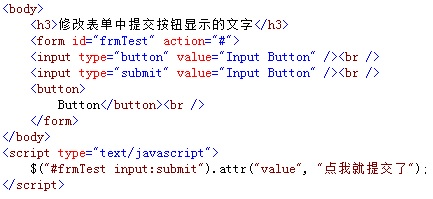 <body>
<h3>修改表单中提交按钮显示的文字</h3>
<form id="frmTest" action="#">
<input type="button" value="Input Button" /><br />
<input type="submit" value="Input Button" /><br />
<button>
Button</button><br />
</form>
</body>
<script type="text/javascript">
$("#frmTest input:submit").attr("value", "点我就提交了");
</script>